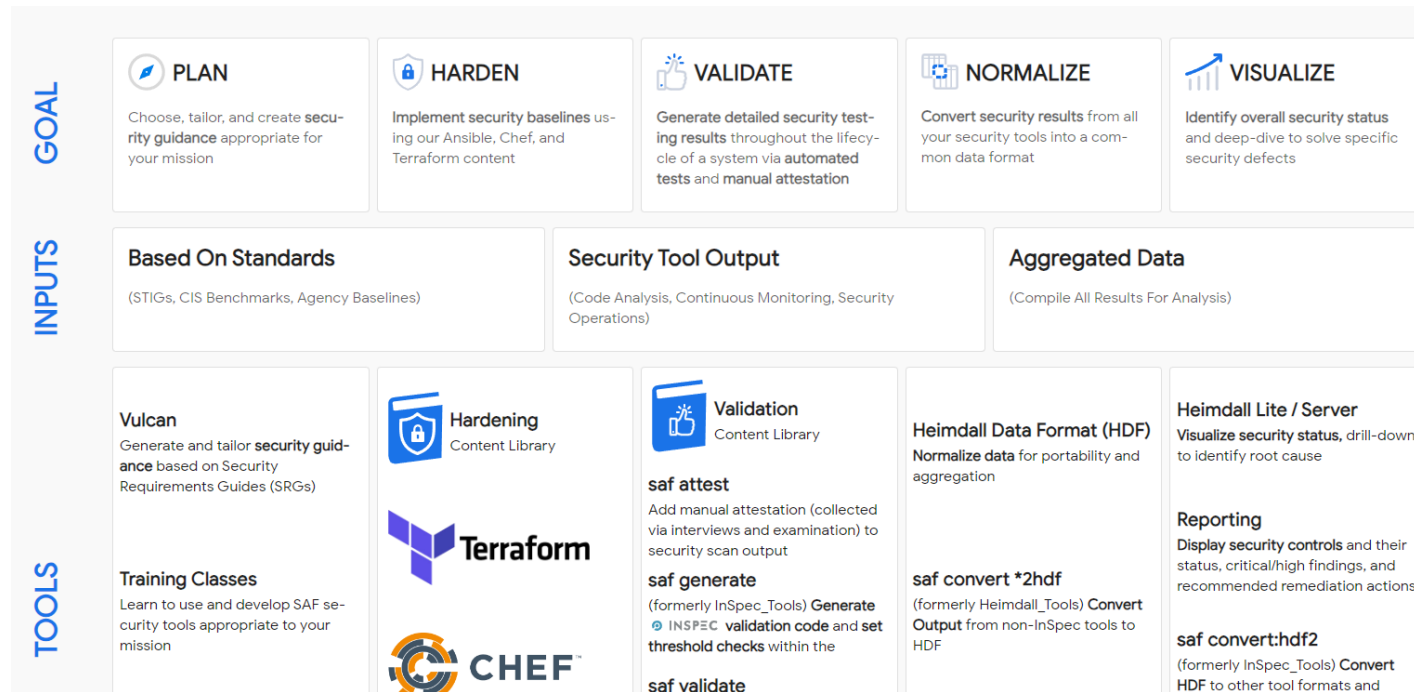 GOAL
PLAN
Choose, tailor, and create secu-
rity guidance appropriate for
your mission
HARDEN
Implement security baselines us-
ing our Ansible, Chef, and
Terraform content
VALIDATE
Generate detailed security test-
ing results throughout the lifecy-
cle of a system via automated
tests and manual attestation
NORMALIZE
Convert security results from all
your security tools into a com-
mon data format
VISUALIZE
Identify overall security status
and deep-dive to solve specific
security defects
INPUTS
Based On Standards
(STIGs, CIS Benchmarks, Agency Baselines)
Security Tool Output
(Code Analysis, Continuous Monitoring, Security
Operations)
Aggregated Data
(Compile All Results For Analysis)
TOOLS
Vulcan
Generate and tailor security guid-
ance based on Security
Requirements Guides (SRGs)
Training Classes
Learn to use and develop SAF se-
curity tools appropriate to your
mission
Hardening
Content Library
Terraform
CHEF™
Validation
Content Library
saf attest
Add manual attestation (collected
via interviews and examination) to
security scan output
saf generate
(formerly InSpec_Tools) Generate
INSPEC validation code and set
threshold checks within the
saf validate
Heimdall Data Format (HDF)
Normalize data for portability and
aggregation
saf convert *2hdf
(formerly Heimdall_Tools) Convert
Output from non-InSpec tools to
HDF
Heimdall Lite / Server
Visualize security status, drill-down
to identify root cause
Reporting
Display security controls and their
status, critical/high findings, and
recommended remediation actions
saf convert:hdf2
(formerly InSpec_Tools) Convert
HDF to other tool formats and